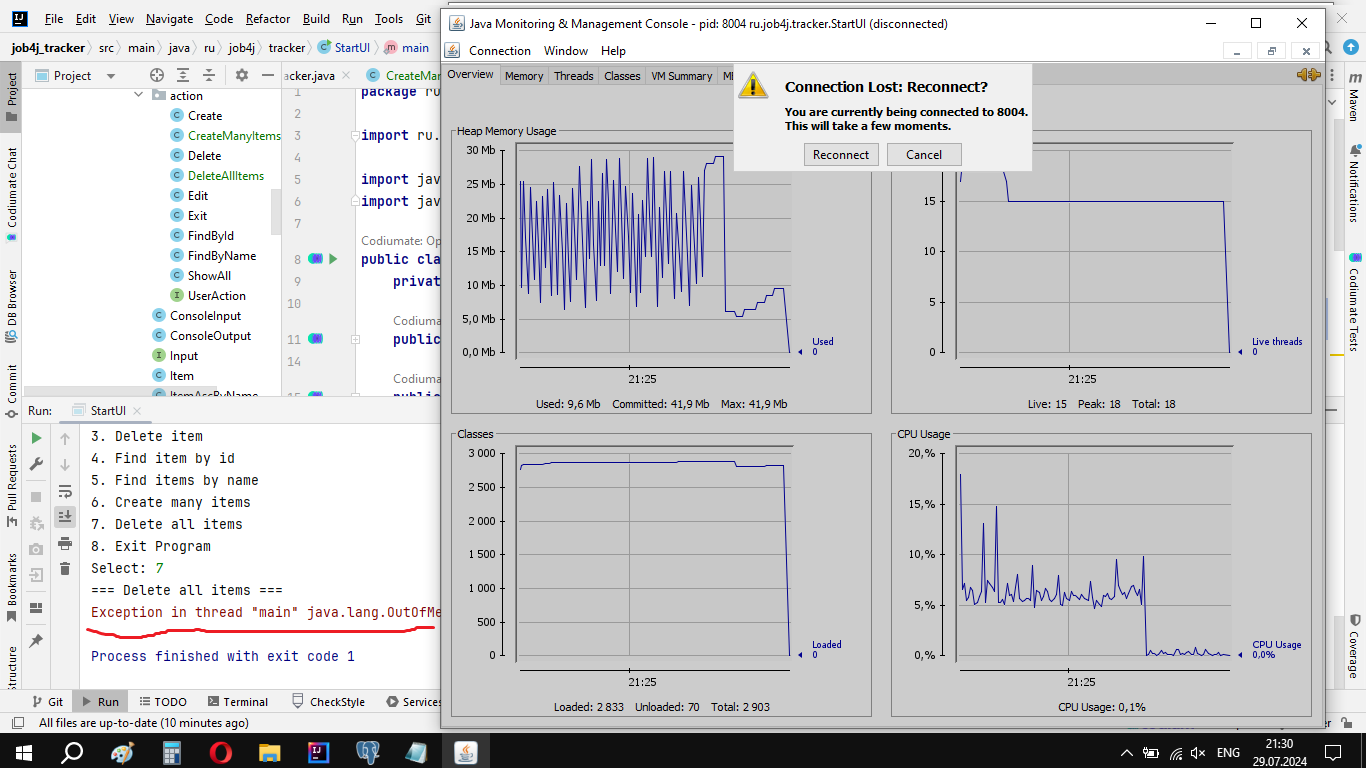 File Edit View Navigate Code Refactor Build Run Tools Git
Java Monitoring & Management Console - pid: 8004 ru.job4j.tracker.StartUI (disconnected)
Connection Window Help
job4j_tracker src main java ru job4j tracker StartUI main
Overview Memory Threads Classes VM Summary
Connection Lost: Reconnect?
You are currently being connected to 8004.
This will take a few moments.
Reconnect Cancel
Project
acker.java
CreateMan
action
Create
CreateManyItems
Delete
DeleteAllItems
Edit
Exit
FindById
FindByName
ShowAll
UserAction
ConsoleInput
ConsoleOutput
Input
Item
ItemAscByName
1 package ru
2
3 import ru.
4
5 import jav
6 import jav
7
Codiumate: Op
8 public cla
9 private
10
Codium
11 public
14
Codium
15 public
Project
Codiumate Chat
DB Browser
Commit
Pull Requests
Bookmarks
Structure
Maven
Notifications
Codiumate Tests
Coverage
Heap Memory Usage
30 Mb
25 Mb
20 Mb
15 Mb
10 Mb
5,0 Mb
0,0 Mb
Used
0
21:25
Used: 9,6 Mb Committed: 41,9 Mb Max: 41,9 Mb
15
10
5
0
Live threads
0
21:25
Live: 15 Peak: 18 Total: 18
Classes
3 000
2 500
2 000
1 500
1 000
500
0
Loaded
0
21:25
Loaded: 2 833 Unloaded: 70 Total: 2 903
CPU Usage
20,%
15,%
10,%
5,%
0,%
CPU Usage
0,0%
21:25
CPU Usage: 0,1%
Run: StartUI
3. Delete item
4. Find item by id
5. Find items by name
6. Create many items
7. Delete all items
8. Exit Program
Select: 7
=== Delete all items ===
Exception in thread "main" java.lang.OutOfMe
Process finished with exit code 1
Git Run TODO Terminal CheckStyle Services
All files are up-to-date (10 minutes ago)
ENG
21:30
29.07.2024